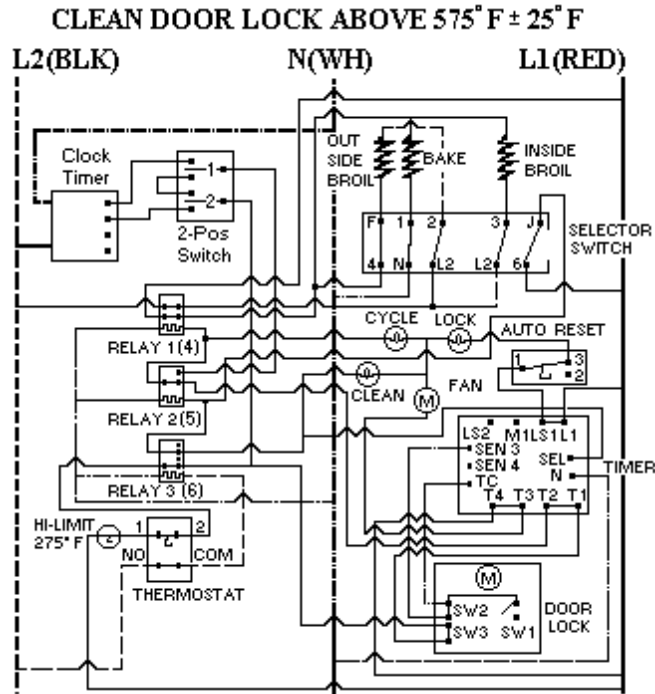 CLEAN DOOR LOCK ABOVE 575° F ± 25° F
L2(BLK) N(WH) L1(RED)
Clock
Timer
1
2
2-Pos
Switch
OUT
SIDE
BROIL
BAKE
INSIDE
BROIL
F 1 2 3 J
4 N L2 L2 6
SELECTOR
SWITCH
CYCLE LOCK
AUTO RESET
1 3
2
RELAY 1(4)
CLEAN
FAN
M
RELAY 2(5)
LS2 M1 LS1 L1
SEN 3
SEN 4
TC
SEL
N
T4 T3 T2 T1
TIMER
RELAY 3 (6)
HI-LIMIT
275° F
1 2
NO COM
THERMOSTAT
M
SW2
SW3 SW1
DOOR
LOCK